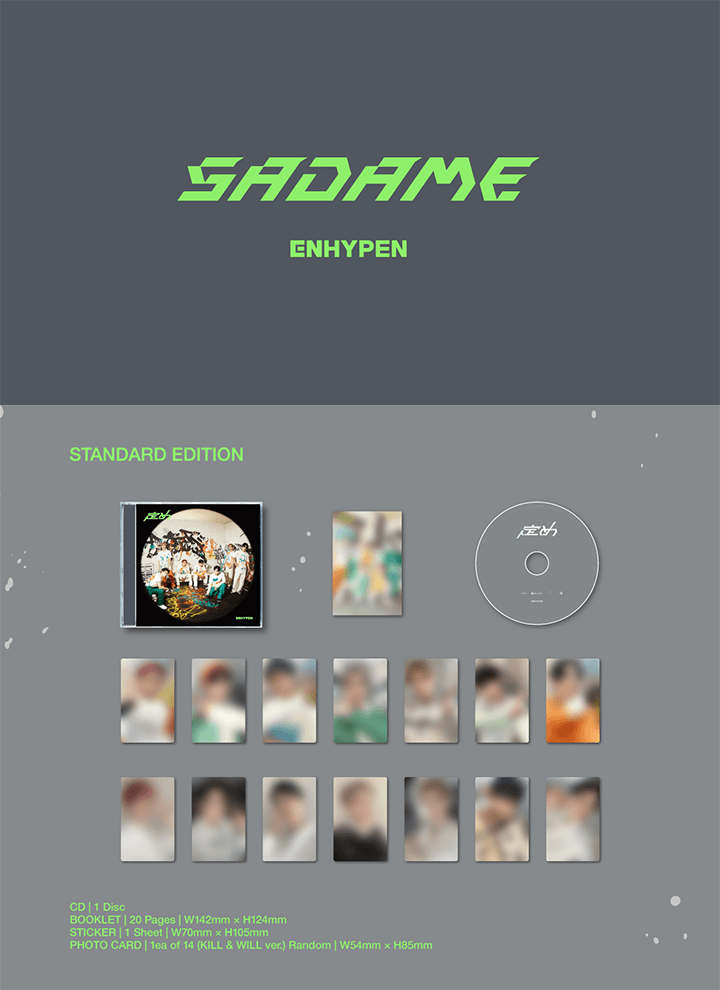 SADAME
ENHYPEN
STANDARD EDITION
定め
ENHYPEN
定め
CD | 1 Disc
BOOKLET | 20 Pages | W142mm × H124mm
STICKER | 1 Sheet | W70mm × H105mm
PHOTO CARD | 1ea of 14 (KILL & WILL ver.) Random | W54mm × H85mm